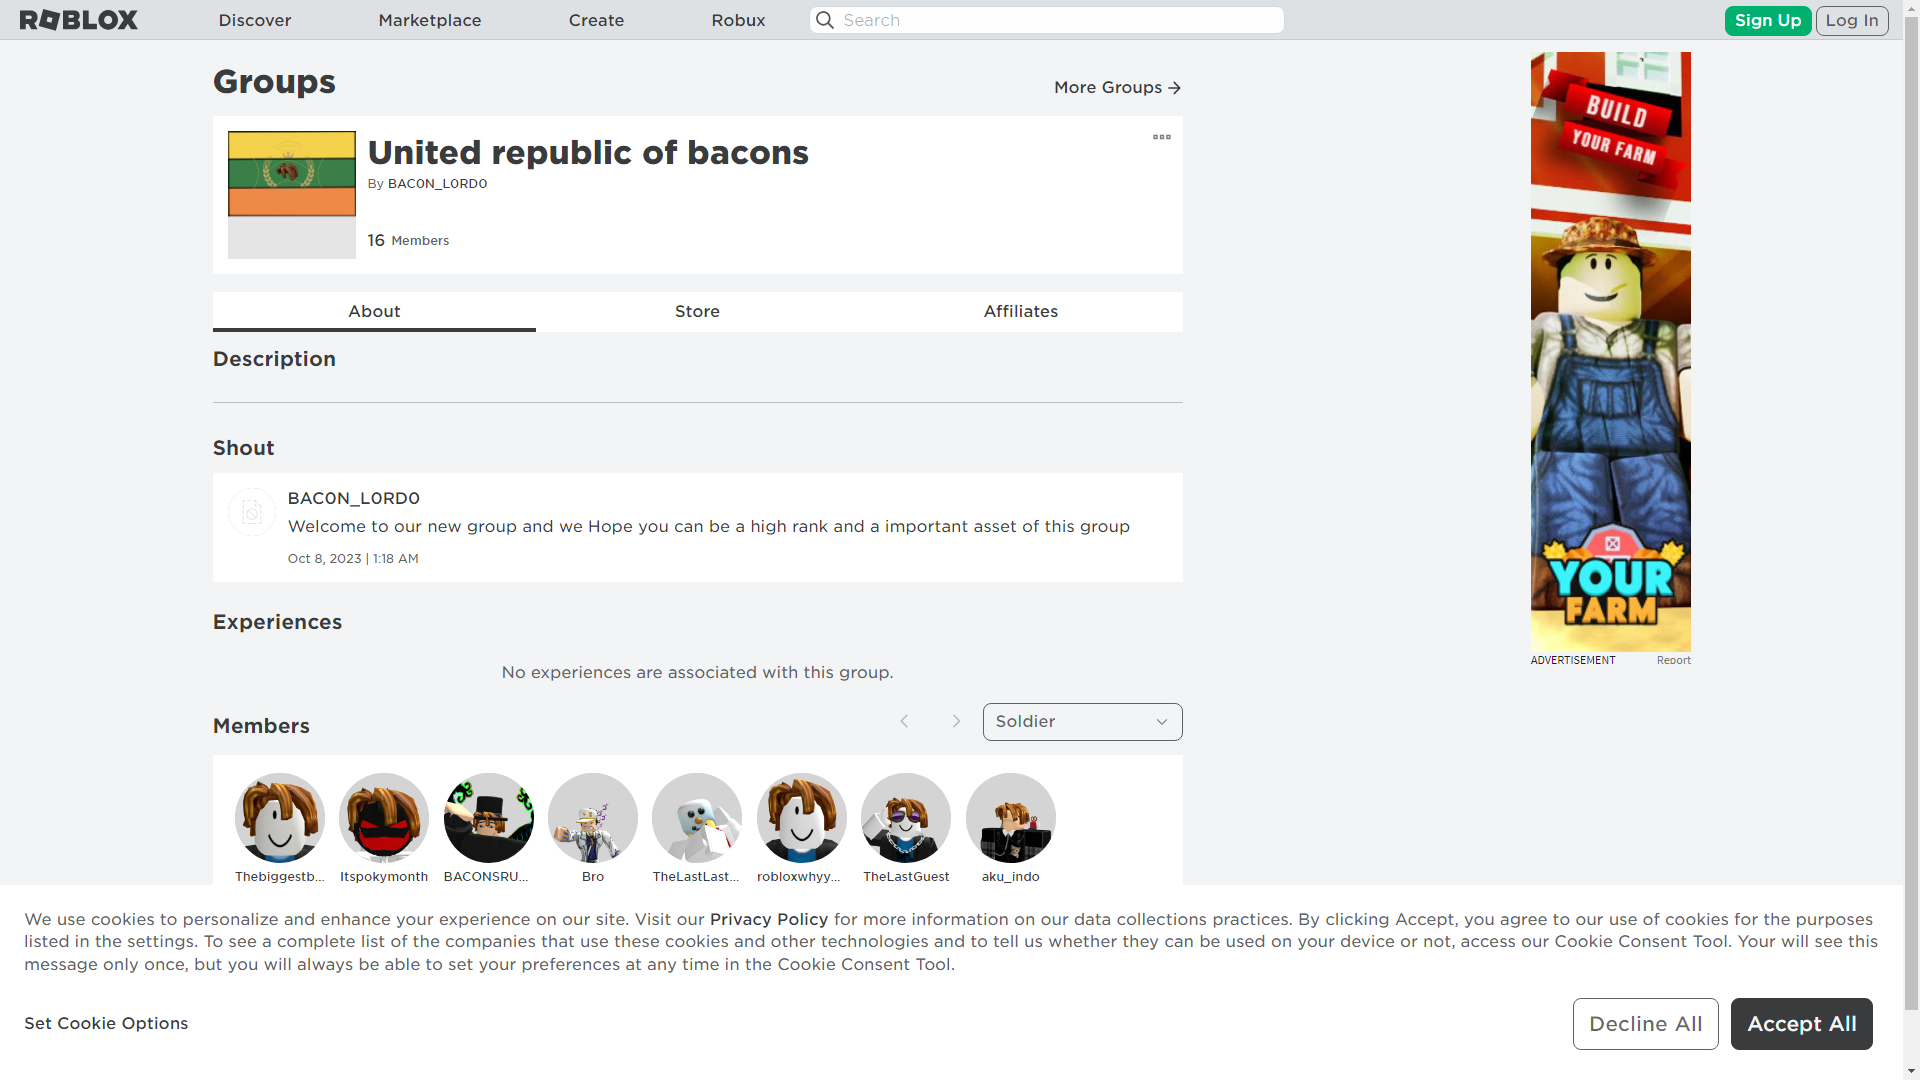 ROBLOX
Discover
Marketplace
Create
Robux
Search
Sign Up
Log In
Groups
More Groups
United republic of bacons
By BAC0N_L0RD0
16 Members
About
Store
Affiliates
Description
Shout
BAC0N_L0RD0
Welcome to our new group and we Hope you can be a high rank and a important asset of this group
Oct 8, 2023 | 1:18 AM
Experiences
No experiences are associated with this group.
Members
Soldier
Thebiggestb...
Itspokymonth
BACONSRU...
Bro
TheLastLast...
robloxwhyy...
TheLastGuest
aku_indo
BUILD
YOUR FARM
YOUR
FARM
ADVERTISEMENT
Report
We use cookies to personalize and enhance your experience on our site. Visit our Privacy Policy for more information on our data collections practices. By clicking Accept, you agree to our use of cookies for the purposes
listed in the settings. To see a complete list of the companies that use these cookies and other technologies and to tell us whether they can be used on your device or not, access our Cookie Consent Tool. Your will see this
message only once, but you will always be able to set your preferences at any time in the Cookie Consent Tool.
Set Cookie Options
Decline All
Accept All